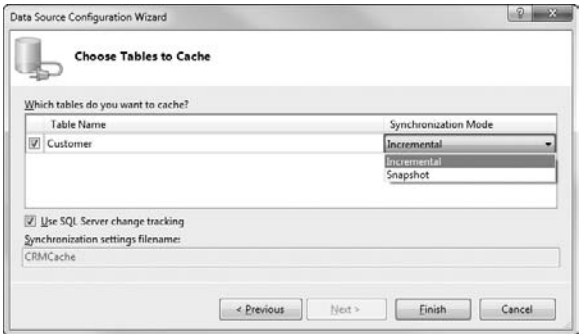 Data Source Configuration Wizard
Choose Tables to Cache
Which tables do you want to cache?
Table Name Synchronization Mode
Customer Incremental
Incremental
Snapshot
Use SQL Server change tracking
Synchronization settings filename:
CRMCache
< Previous Next > Finish Cancel